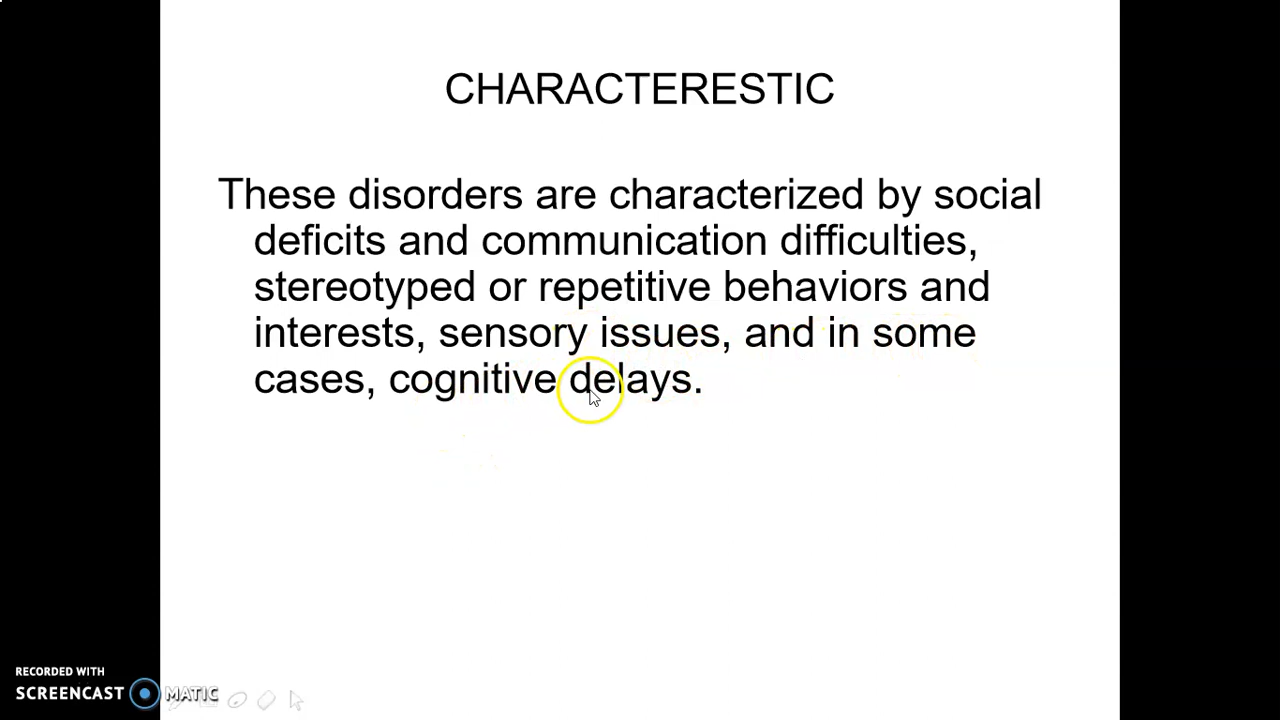 CHARACTERESTIC
These disorders are characterized by social
deficits and communication difficulties,
stereotyped or repetitive behaviors and
interests, sensory issues, and in some
cases, cognitive delays.
RECORDED WITH
SCREENCAST MATIC